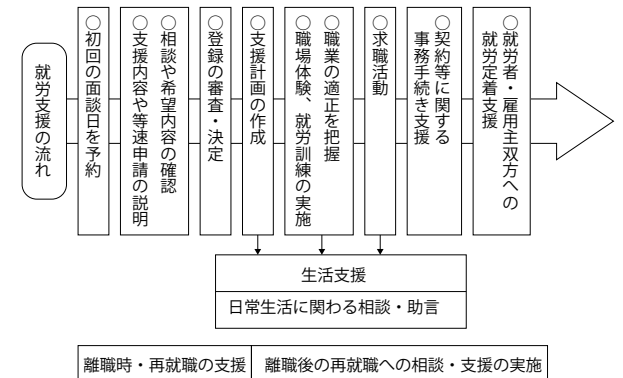 就労支援の流れ
○初回の面談日を予約
○相談や希望内容の確認
○支援内容や等速申請の説明
○登録の審査・決定
○支援計画の作成
○職業の適正を把握
○職場体験、就労訓練の実施
○求職活動
○契約等に関する
事務手続き支援
○就労者・雇用主双方への
就労定着支援
生活支援
日常生活に関わる相談・助言
離職時・再就職の支援
離職後の再就職への相談・支援の実施